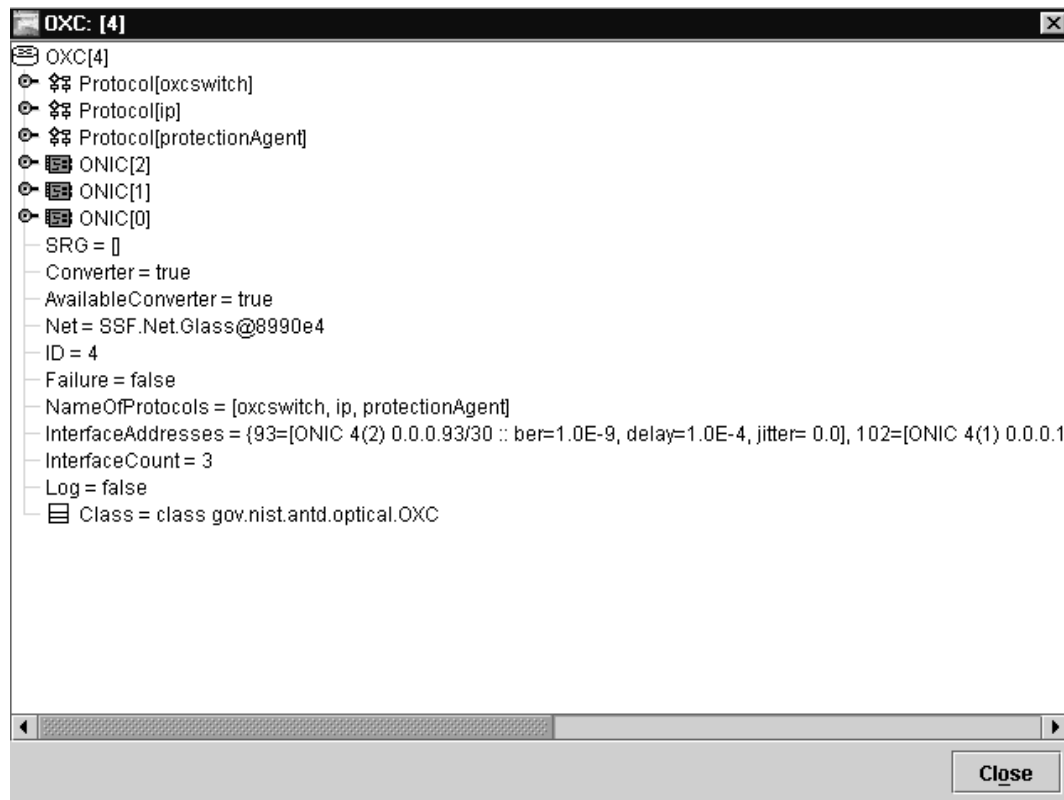 OXC: [4]
OXC[4]
Protocol[oxcswitch]
Protocol[ip]
Protocol[protectionAgent]
ONIC[2]
ONIC[1]
ONIC[0]
SRG = []
Converter = true
AvailableConverter = true
Net = SSF.Net.Glass@8990e4
ID = 4
Failure = false
NameOfProtocols = [oxcswitch, ip, protectionAgent]
InterfaceAddresses = {93=[ONIC 4(2) 0.0.0.93/30 :: ber=1.0E-9, delay=1.0E-4, jitter= 0.0], 102=[ONIC 4(1) 0.0.0.1
InterfaceCount = 3
Log = false
Class = class gov.nist.antd.optical.OXC
Close